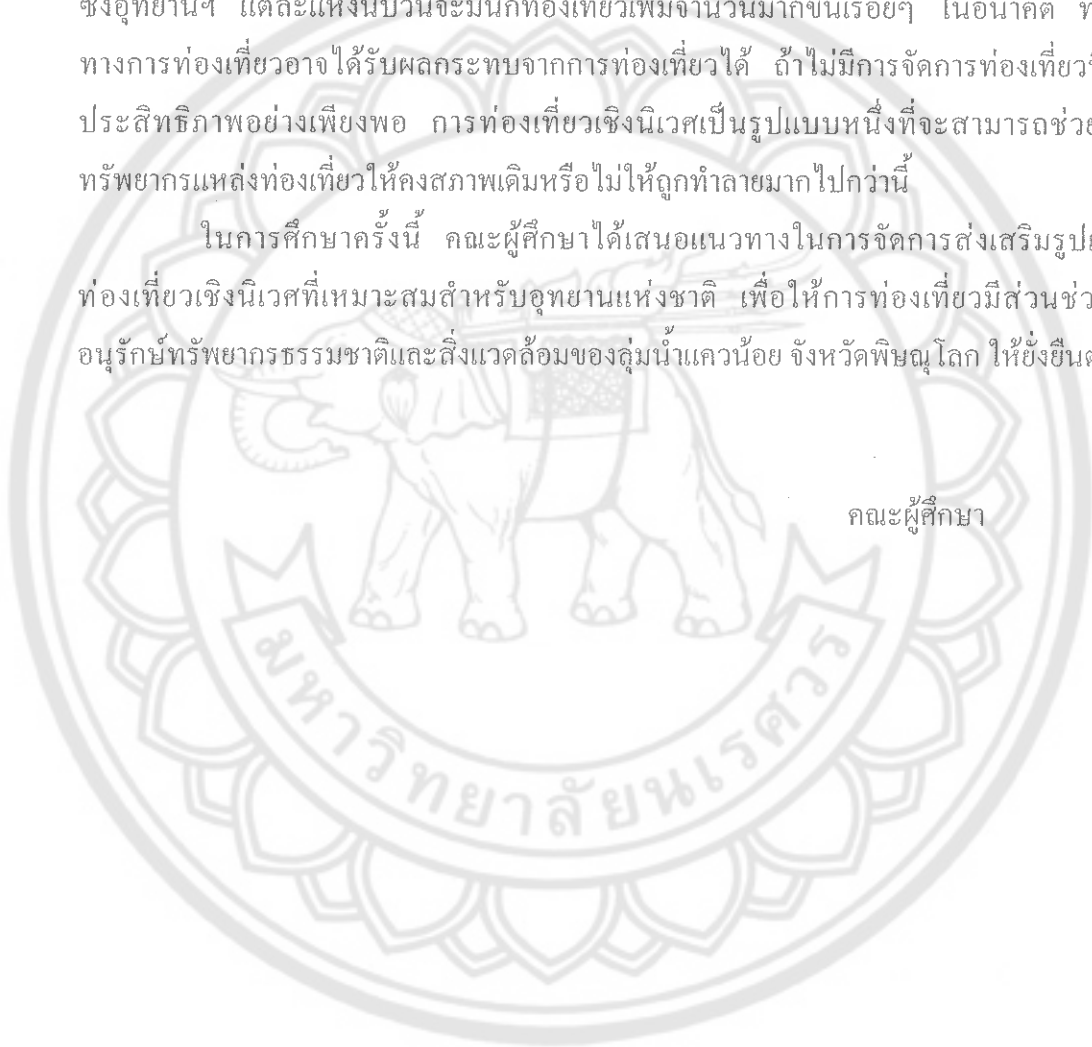 ซึ่งอุทยานฯ แต่ละแห่งนับวันจะมีนักท่องเที่ยวเพิ่มจำนวนมากขึ้นเรื่อยๆ ในอนาคต
ทางการท่องเที่ยวอาจได้รับผลกระทบจากการท่องเที่ยวได้ ถ้าไม่มีการจัดการท่องเที่ยว
ประสิทธิภาพอย่างเพียงพอ การท่องเที่ยวเชิงนิเวศเป็นรูปแบบหนึ่งที่จะสามารถช่วย
ทรัพยากรแหล่งท่องเที่ยวให้คงสภาพเดิมหรือไม่ให้ถูกทำลายมากไปกว่านี้
ในการศึกษาครั้งนี้ คณะผู้ศึกษาได้เสนอแนวทางในการจัดการส่งเสริม
ท่องเที่ยวเชิงนิเวศที่เหมาะสมสำหรับอุทยานแห่งชาติ เพื่อให้การท่องเที่ยวมีส่วน
อนุรักษ์ทรัพยากรธรรมชาติและสิ่งแวดล้อมของลุ่มน้ำแควน้อย จังหวัดพิษณุโลก ให้ยั่งยืน
คณะผู้ศึกษา
มหาวิทยาลัยนเรศวร